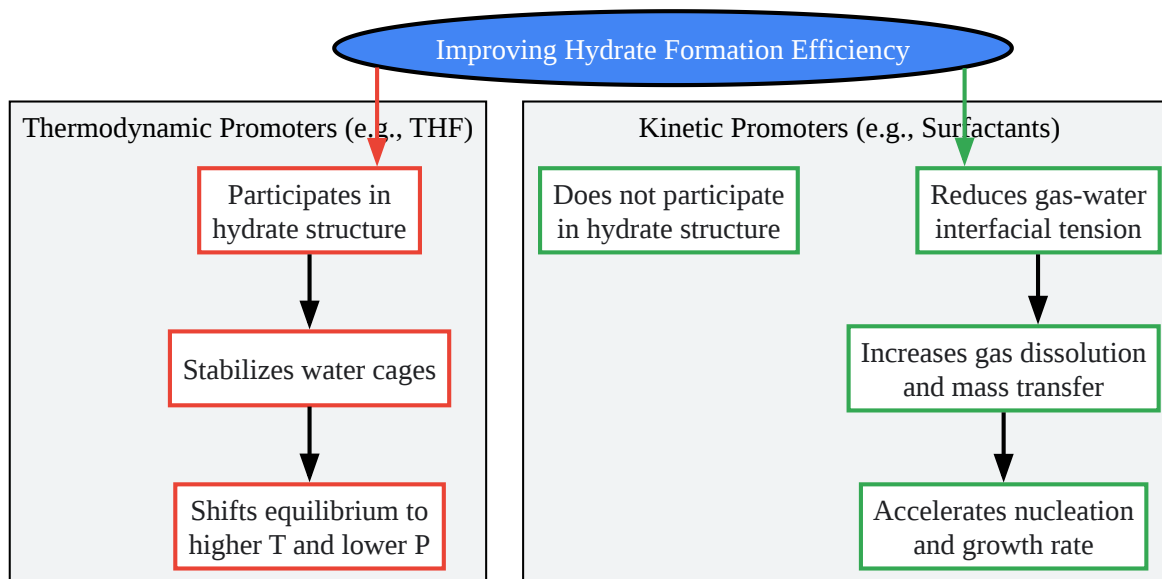 Improving Hydrate Formation Efficiency
Thermodynamic Promoters (e.g., THF)
Participates in
hydrate structure
Stabilizes water cages
Shifts equilibrium to
higher T and lower P
Kinetic Promoters (e.g., Surfactants)
Does not participate
in hydrate structure
Reduces gas-water
interfacial tension
Increases gas dissolution
and mass transfer
Accelerates nucleation
and growth rate